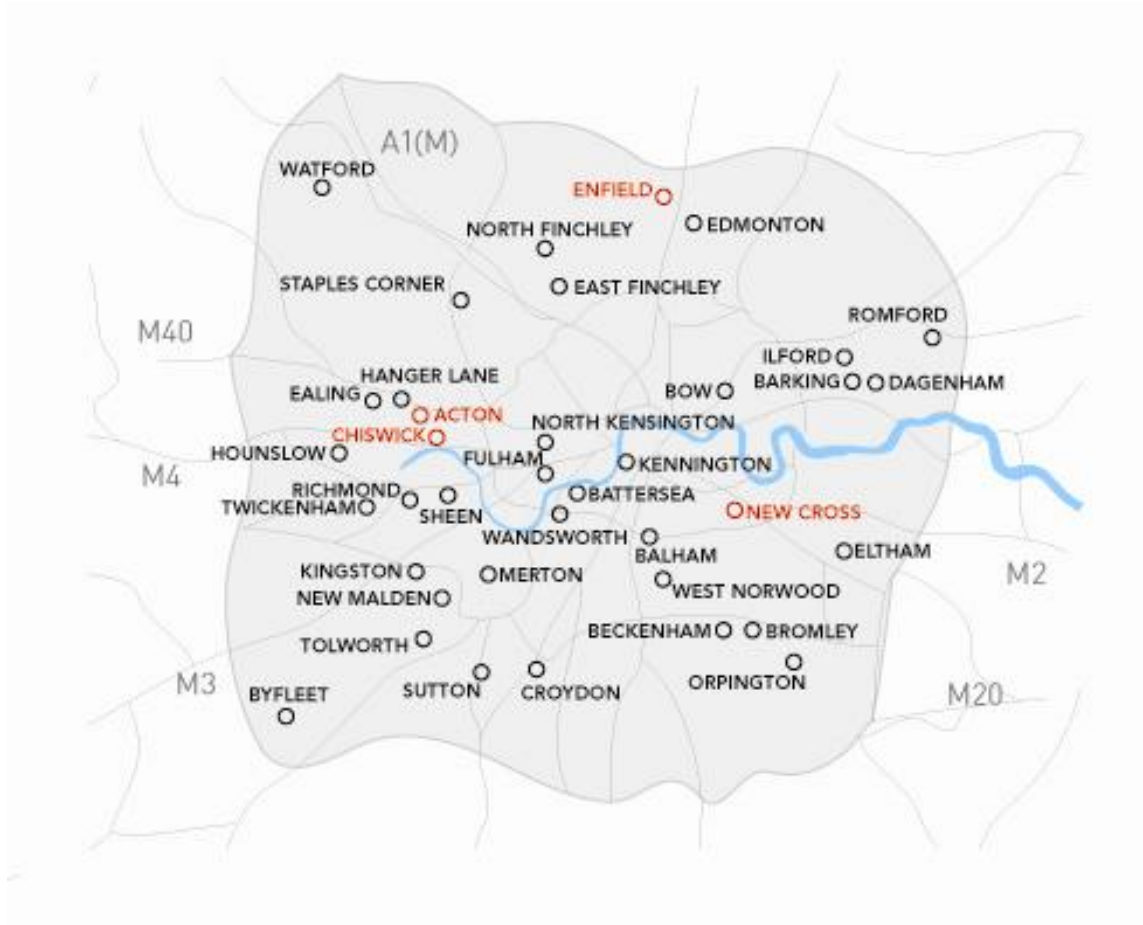 A1(M)
WATFORD
ENFIELD
EDMONTON
NORTH FINCHLEY
STAPLES CORNER
EAST FINCHLEY
ROMFORD
M40
ILFORD
HANGER LANE
BARKING
DAGENHAM
EALING
BOW
ACTON
NORTH KENSINGTON
CHISWICK
HOUNSLOW
FULHAM
KENNINGTON
M4
RICHMOND
BATTERSEA
TWICKENHAM
SHEEN
NEW CROSS
WANDSWORTH
BALHAM
ELTHAM
KINGSTON
MERTON
M2
WEST NORWOOD
NEW MALDEN
BECKENHAM
BROMLEY
TOLWORTH
M3
ORPINGTON
BYFLEET
SUTTON
CROYDON
M20